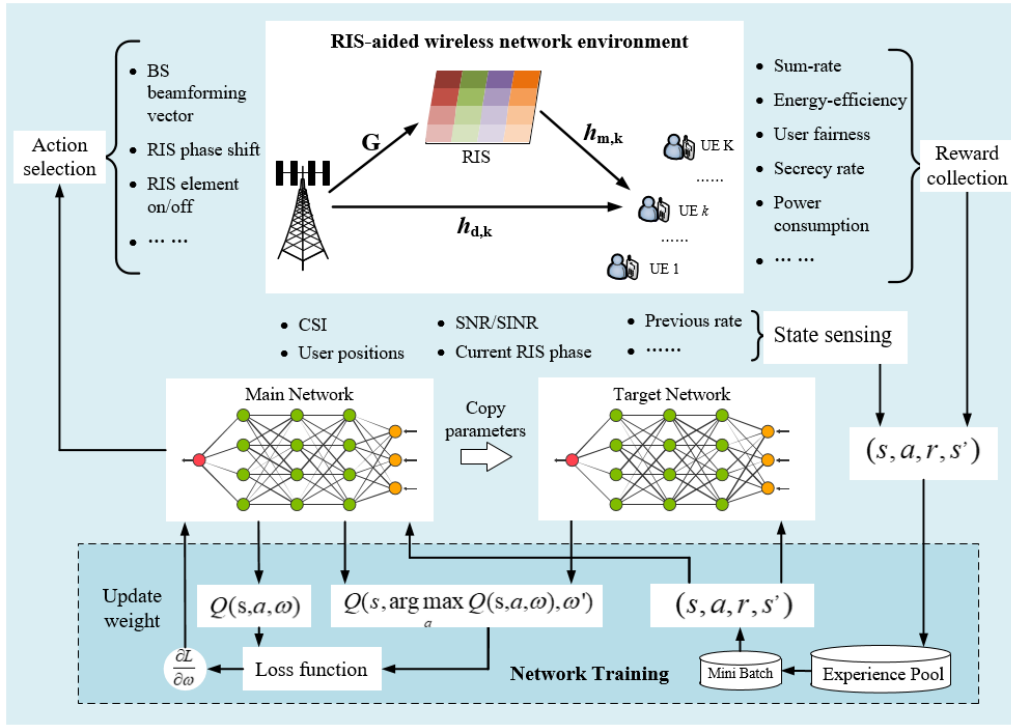 RIS-aided wireless network environment
Action
selection
• BS
beamforming
vector
• RIS phase shift
• RIS element
on/off
• … …
G
RIS
h_{m,k}
h_{d,k}
UE K
……
UE k
……
UE 1
• Sum-rate
• Energy-efficiency
• User fairness
• Secrecy rate
• Power
consumption
• … …
Reward
collection
• CSI
• User positions
• SNR/SINR
• Current RIS phase
• Previous rate
• ……
State sensing
Main Network
Copy
parameters
Target Network
(s, a, r, s’)
Update
weight
Q(s,a,ω)
Q(s, arg max Q(s,a,ω), ω')
a
(s, a, r, s’)
∂L
∂ω
Loss function
Network Training
Mini Batch
Experience Pool